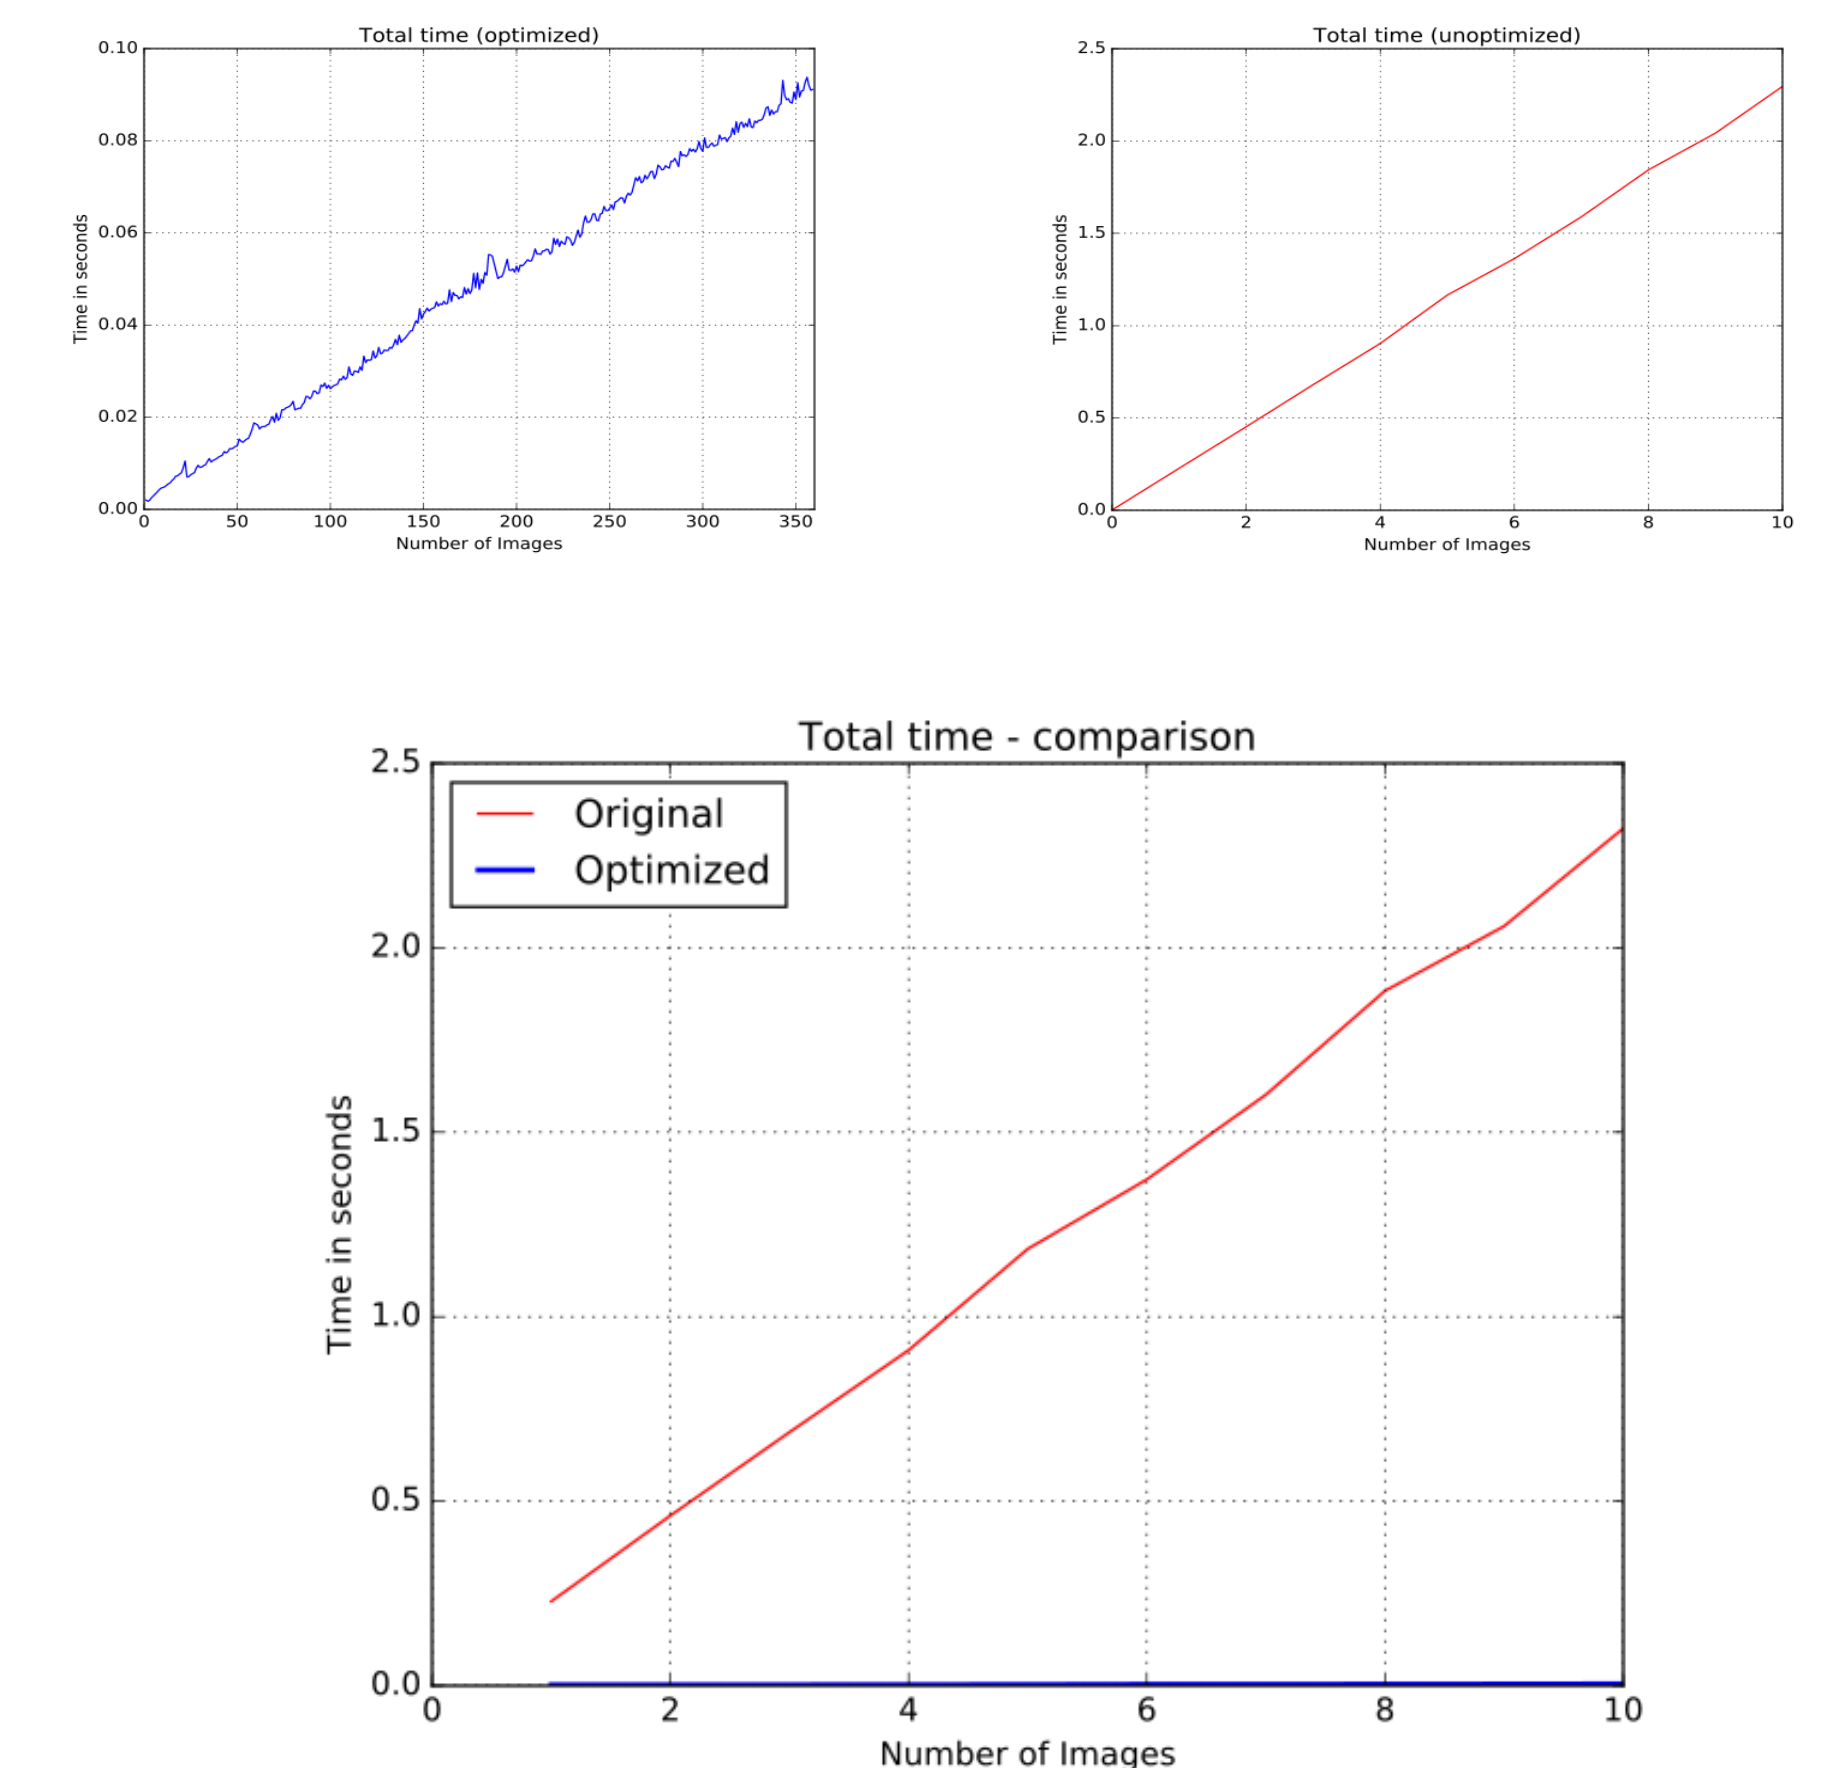 Total time (optimized)
0.10
0.08
0.06
0.04
0.02
0.00
Time in seconds
0 50 100 150 200 250 300 350
Number of Images
Total time (unoptimized)
2.5
2.0
1.5
1.0
0.5
0.0
Time in seconds
0 2 4 6 8 10
Number of Images
Total time - comparison
Original
Optimized
2.5
2.0
1.5
1.0
0.5
0.0
Time in seconds
0 2 4 6 8 10
Number of Images